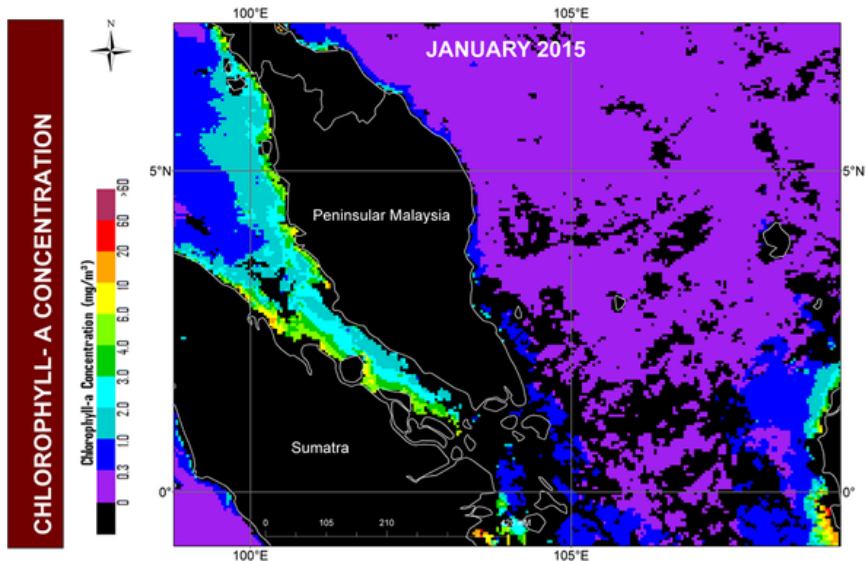 CHLOROPHYLL- A CONCENTRATION
N
Chlorophyll-a Concentration (mg/m³)
0 0.3 1.0 2.0 3.0 4.0 6.0 10 20 60 >60
100°E 105°E
JANUARY 2015
5°N 5°
Peninsular Malaysia
Sumatra
0° 0°
0 105 210
100°E 105°E